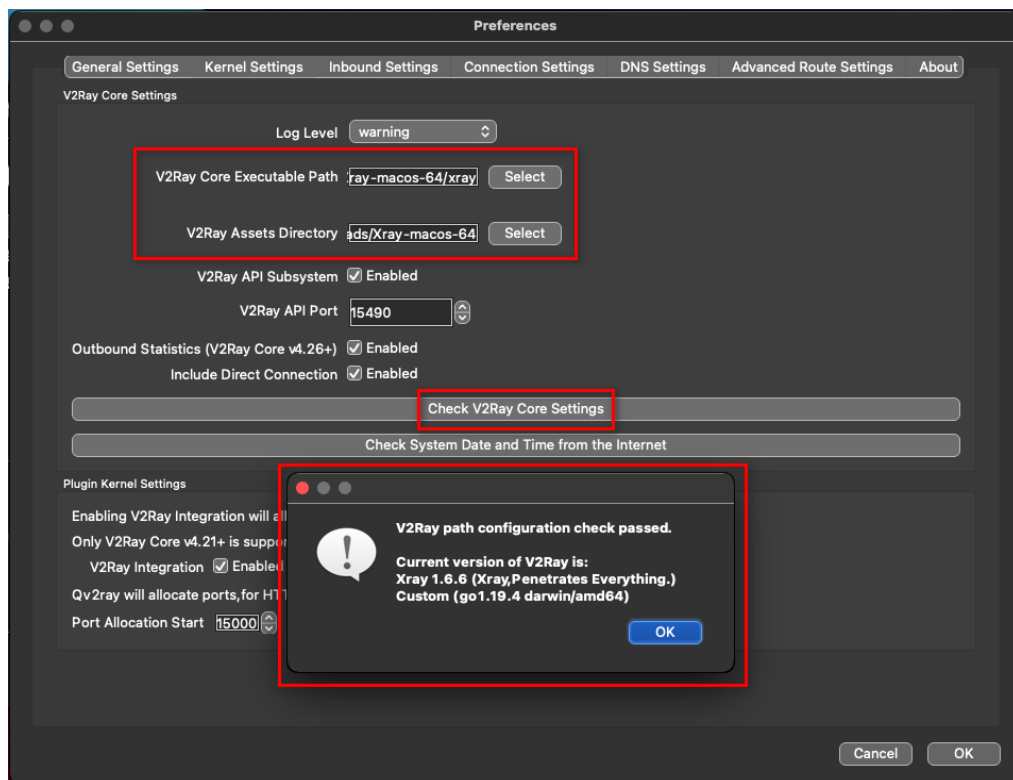 Preferences
General Settings Kernel Settings Inbound Settings Connection Settings DNS Settings Advanced Route Settings About
V2Ray Core Settings
Log Level warning
V2Ray Core Executable Path ray-macos-64/xray Select
V2Ray Assets Directory ads/Xray-macos-64 Select
V2Ray API Subsystem Enabled
V2Ray API Port 15490
Outbound Statistics (V2Ray Core v4.26+) Enabled
Include Direct Connection Enabled
Check V2Ray Core Settings
Check System Date and Time from the Internet
Plugin Kernel Settings
Enabling V2Ray Integration will
Only V2Ray Core v4.21+ is
V2Ray Integration Enabled
Qv2ray will allocate ports,for
Port Allocation Start 15000
V2Ray path configuration check passed.
Current version of V2Ray is:
Xray 1.6.6 (Xray,Penetrates Everything.)
Custom (go1.19.4 darwin/amd64)
OK
Cancel OK